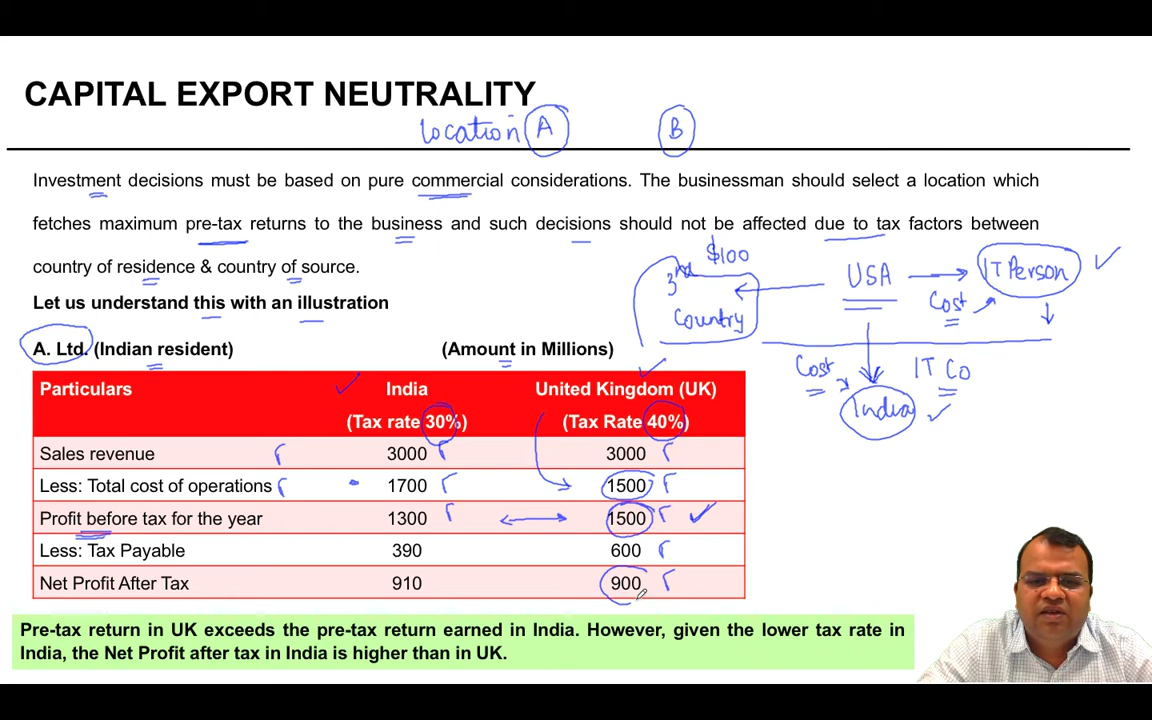 CAPITAL EXPORT NEUTRALITY
location A B
Investment decisions must be based on pure commercial considerations. The businessman should select a location which
fetches maximum pre-tax returns to the business and such decisions should not be affected due to tax factors between
country of residence & country of source.
$100
3rd Country
USA
IT Person
Cost
Let us understand this with an illustration
A. Ltd. (Indian resident) (Amount in Millions)
Cost
IT Co
India
Particulars India United Kingdom (UK)
(Tax rate 30%) (Tax Rate 40%)
Sales revenue 3000 3000
Less: Total cost of operations 1700 1500
Profit before tax for the year 1300 1500
Less: Tax Payable 390 600
Net Profit After Tax 910 900
Pre-tax return in UK exceeds the pre-tax return earned in India. However, given the lower tax rate in
India, the Net Profit after tax in India is higher than in UK.